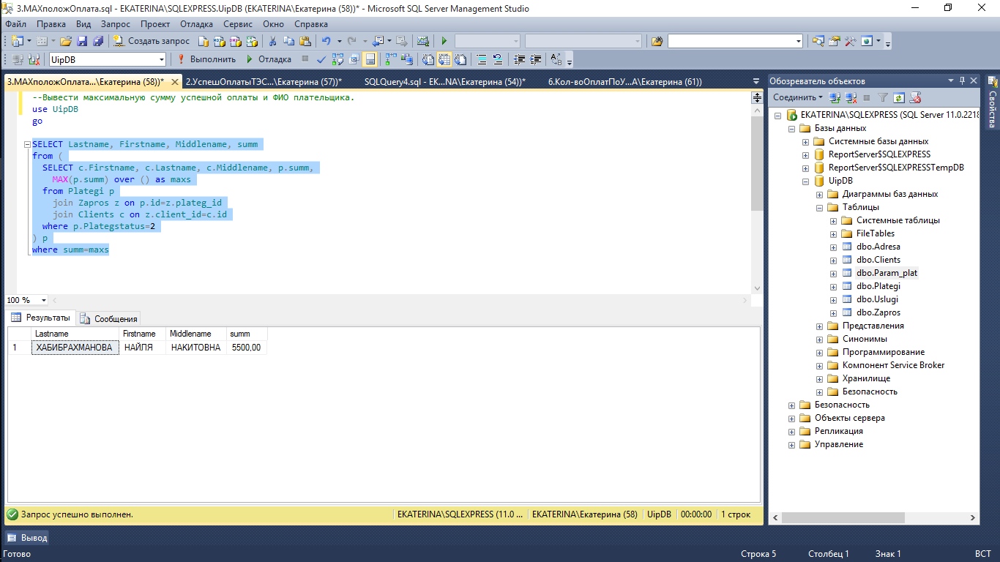 3.МАХположОплата.sql - EKATERINA\SQLEXPRESS.UipDB (EKATERINA\Екатерина (58))* - Microsoft SQL Server Management Studio
Файл Правка Вид Запрос Проект Отладка Сервис Окно Справка
Создать запрос
UipDB Выполнить Отладка
3.МАХположОплата...\Екатерина (58))* 2.УспешОплатыТЭС...\Екатерина (57))* SQLQuery4.sql - EK...NA\Екатерина (54))* 6.Кол-воОплатПоУ...А\Екатерина (61))
--Вывести максимальную сумму успешной оплаты и ФИО плательщика.
use UipDB
go
SELECT Lastname, Firstname, Middlename, summ
from (
SELECT c.Firstname, c.Lastname, c.Middlename, p.summ,
MAX(p.summ) over () as maxs
from Plategi p
join Zapros z on p.id=z.plateg_id
join Clients c on z.client_id=c.id
where p.Plategstatus=2
) p
where summ=maxs
100 %
Результаты Сообщения
Lastname Firstname Middlename summ
1 ХАБИБРАХМАНОВА НАЙЛЯ НАКИТОВНА 5500,00
Запрос успешно выполнен. EKATERINA\SQLEXPRESS (11.0 ... EKATERINA\Екатерина (58) UipDB 00:00:00 1 строк
Обозреватель объектов
Соединить
EKATERINA\SQLEXPRESS (SQL Server 11.0.2218
Базы данных
Системные базы данных
ReportServer$SQLEXPRESS
ReportServer$SQLEXPRESSTempDB
UipDB
Диаграммы баз данных
Таблицы
Системные таблицы
FileTables
dbo.Adresa
dbo.Clients
dbo.Param_plat
dbo.Plategi
dbo.Uslugi
dbo.Zapros
Представления
Синонимы
Программирование
Компонент Service Broker
Хранилище
Безопасность
Безопасность
Объекты сервера
Репликация
Управление
Свойства
Вывод
Готово Строка 5 Столбец 1 Знак 1 ВСТ